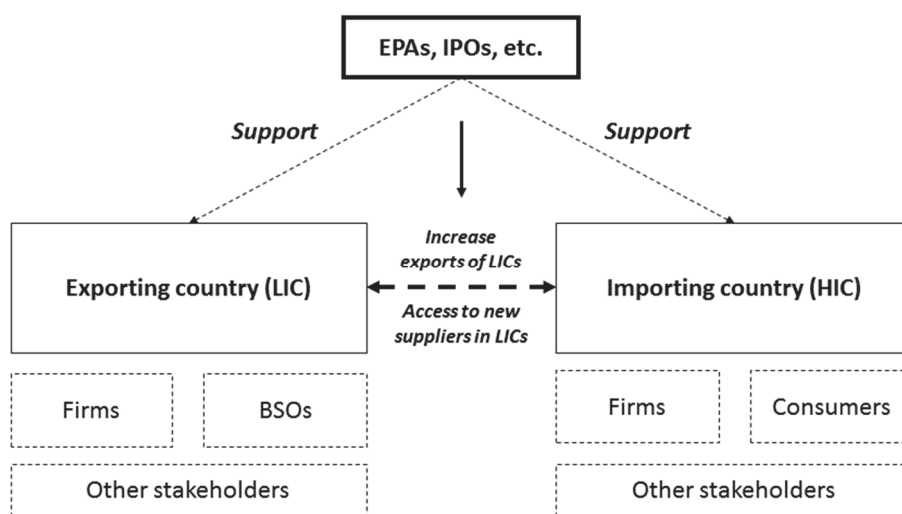 EPAs, IPOs, etc.
Support
Support
Increase
exports of LICs
Exporting country (LIC)
Importing country (HIC)
Access to new
suppliers in LICs
Firms
BSOs
Firms
Consumers
Other stakeholders
Other stakeholders